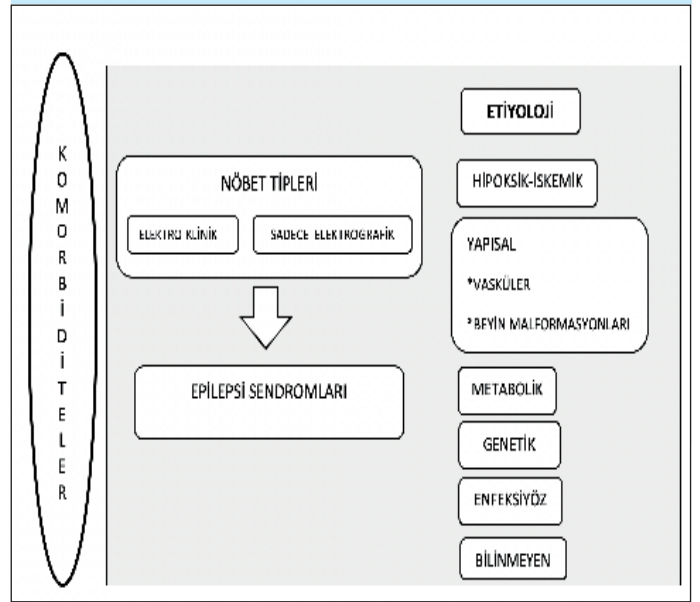 KOMORBİDİTELER
NÖBET TİPLERİ
ELEKTRO KLİNİK
SADECE ELEKTROGRAFİK
EPİLEPSİ SENDROMLARI
ETİYOLOJİ
HİPOKSİK-İSKEMİK
YAPISAL
*VASKÜLER
*BEYİN MALFORMASYONLARI
METABOLİK
GENETİK
ENFEKSİYÖZ
BİLİNMEYEN